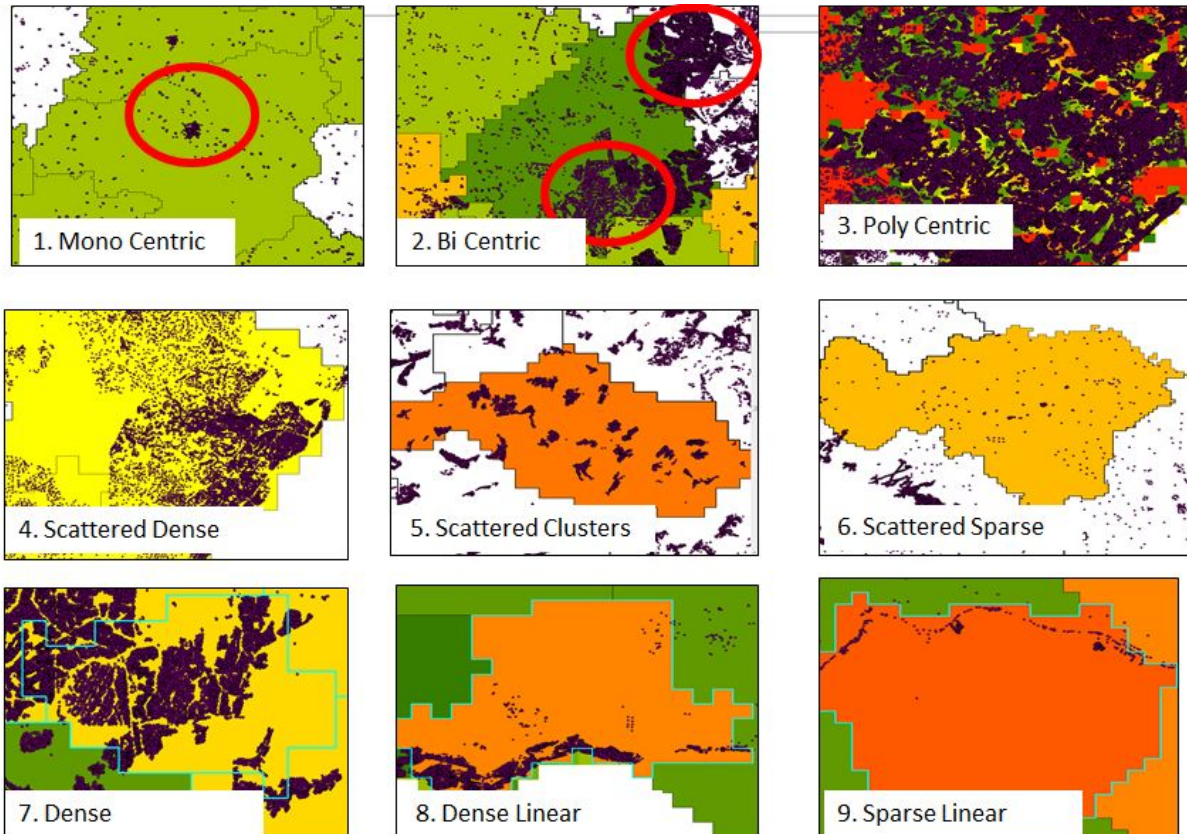 1. Mono Centric
2. Bi Centric
3. Poly Centric
4. Scattered Dense
5. Scattered Clusters
6. Scattered Sparse
7. Dense
8. Dense Linear
9. Sparse Linear